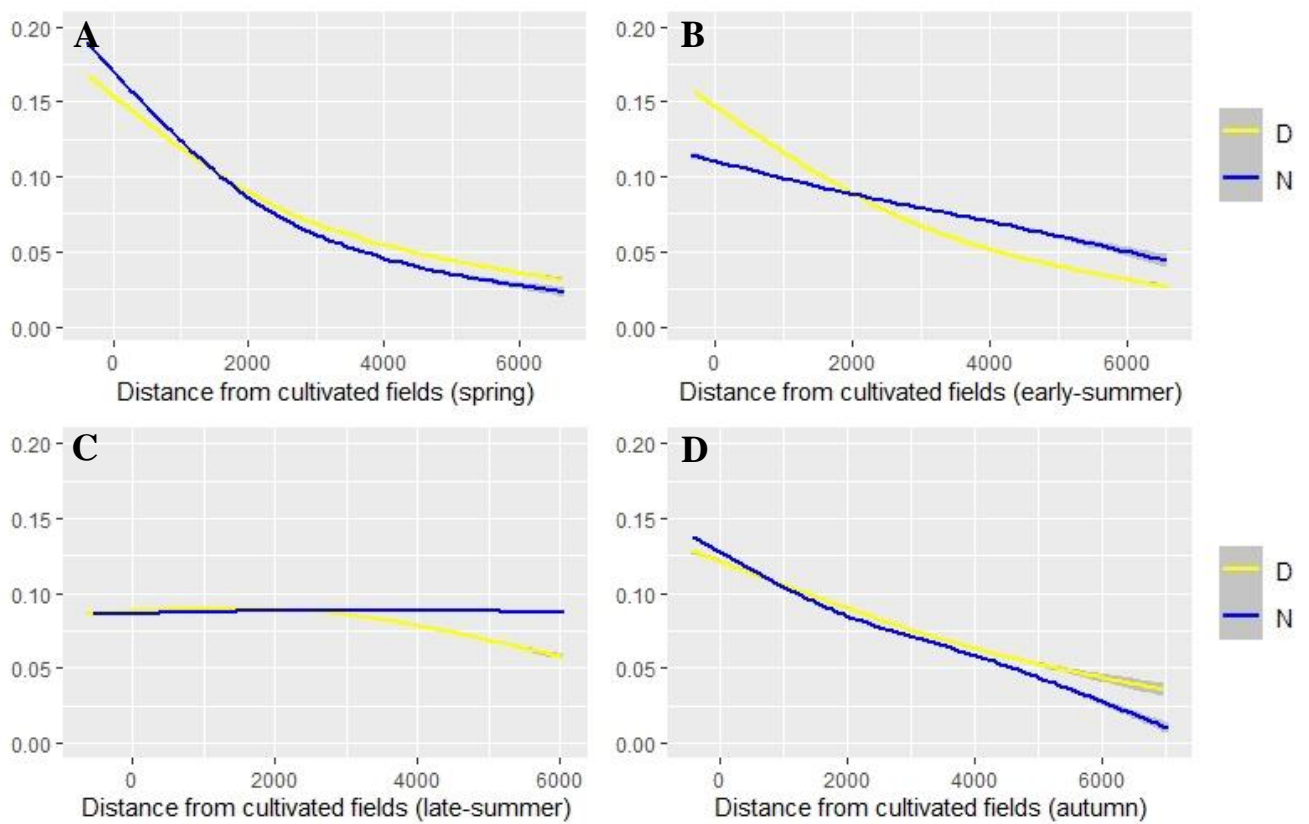 A
0.20
0.15
0.10
0.05
0.00
0 2000 4000 6000
Distance from cultivated fields (spring)
B
0.20
0.15
0.10
0.05
0.00
0 2000 4000 6000
Distance from cultivated fields (early-summer)
D
N
C
0.20
0.15
0.10
0.05
0.00
0 2000 4000 6000
Distance from cultivated fields (late-summer)
D
0.20
0.15
0.10
0.05
0.00
0 2000 4000 6000
Distance from cultivated fields (autumn)
D
N